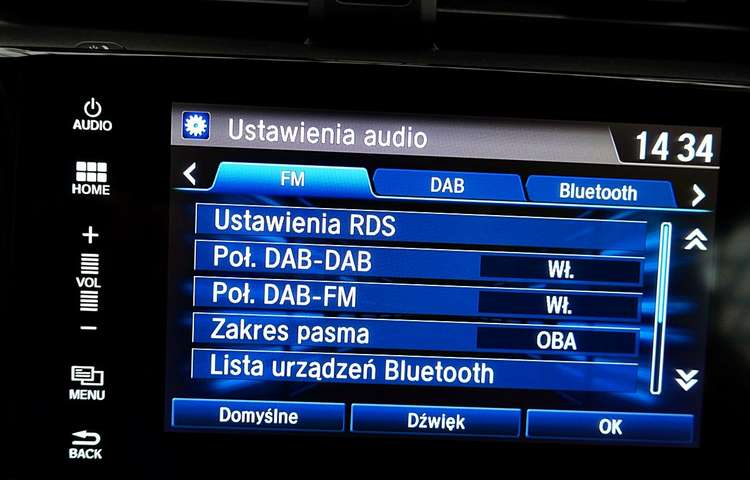 AUDIO
HOME
+
VOL
−
MENU
BACK
Ustawienia audio
14 34
FM
DAB
Bluetooth
Ustawienia RDS
Poł. DAB-DAB Wł.
Poł. DAB-FM Wł.
Zakres pasma OBA
Lista urządzeń Bluetooth
Domyślne
Dźwięk
OK